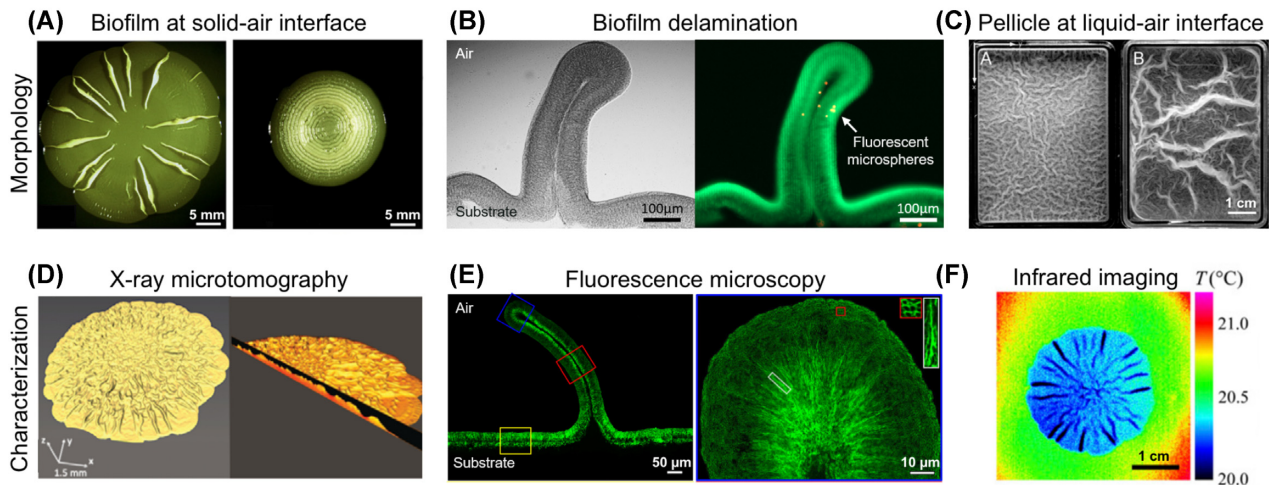 (A)
Biofilm at solid-air interface
(B)
Biofilm delamination
(C)
Pellicle at liquid-air interface
Morphology
5 mm
5 mm
Air
Substrate
100μm
Fluorescent
microspheres
100μm
A
x
B
1 cm
(D)
X-ray microtomography
(E)
Fluorescence microscopy
(F)
Infrared imaging
Characterization
z
y
x
1.5 mm
Air
Substrate
50 μm
10 μm
T (°C)
21.0
20.5
20.0
1 cm